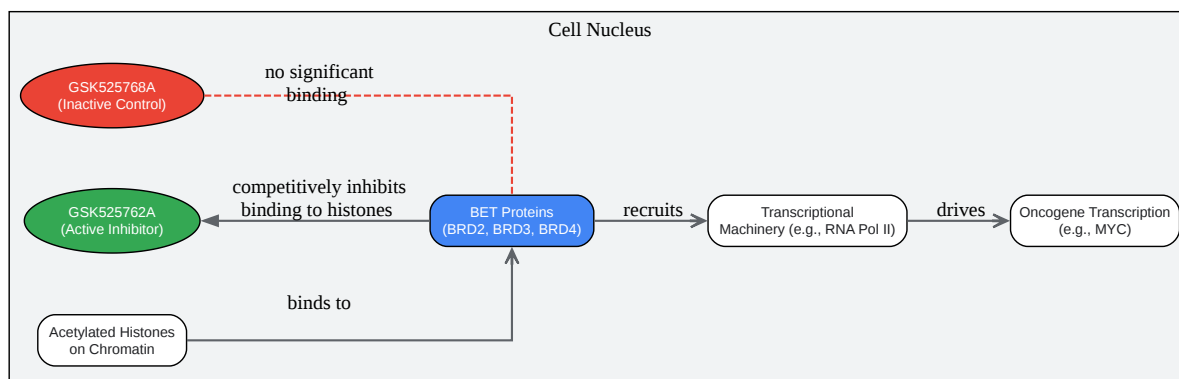 Cell Nucleus
no significant
binding
GSK525768A
(Inactive Control)
competitively inhibits
binding to histones
GSK525762A
(Active Inhibitor)
BET Proteins
(BRD2, BRD3, BRD4)
recruits
Transcriptional
Machinery (e.g., RNA Pol II)
drives
Oncogene Transcription
(e.g., MYC)
binds to
Acetylated Histones
on Chromatin